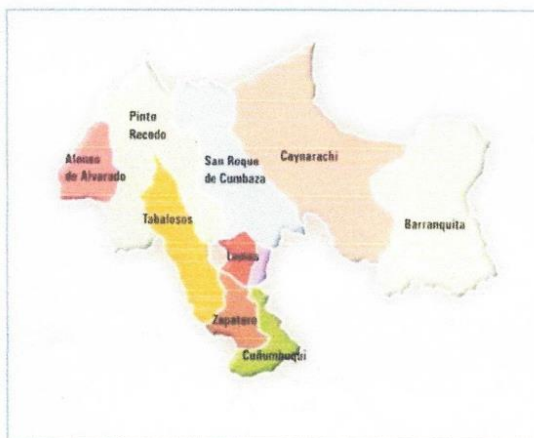 Pinto
Recodo
Alonso
de Alvarado
San Roque
de Cumbaza
Caynarachi
Tabalosos
Barranquita
Lamas
Zapatero
Cuñumbuqui